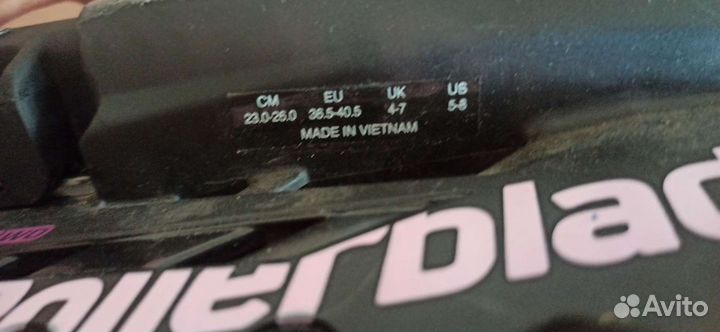 CM EU UK US
23.0-26.0 36.5-40.5 4-7 5-8
MADE IN VIETNAM
Rollerblad
Avito